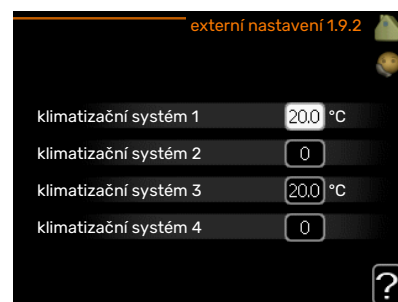 externí nastavení 1.9.2
klimatizační systém 1 20.0 °C
klimatizační systém 2 0
klimatizační systém 3 20.0 °C
klimatizační systém 4 0
?